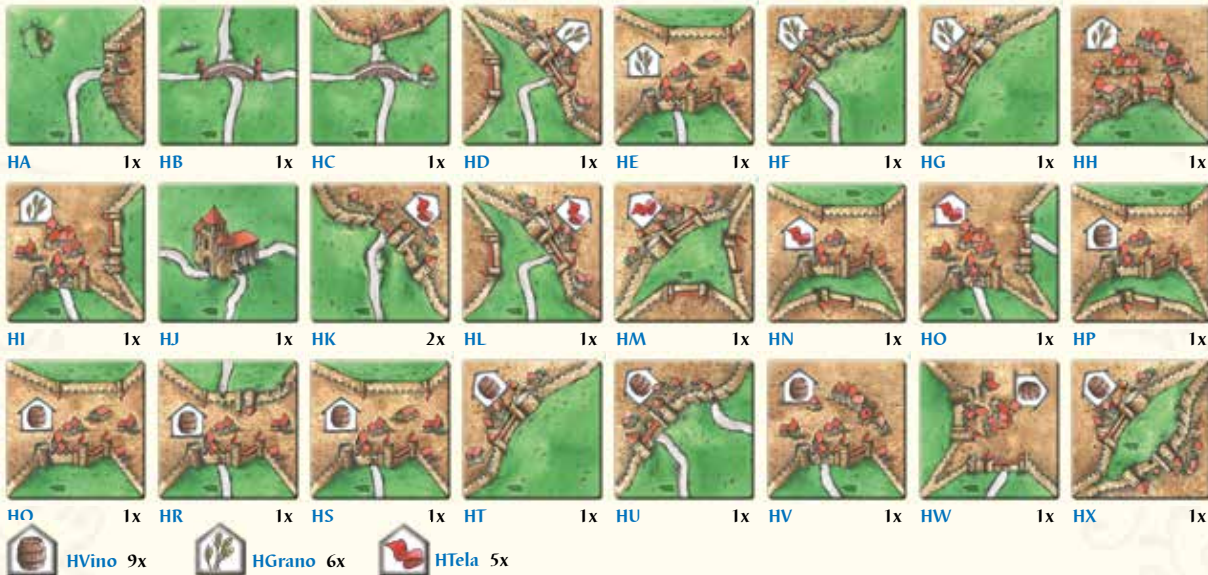 HA 1x HB 1x HC 1x HD 1x HE 1x HF 1x HG 1x HH 1x
HI 1x HJ 1x HK 2x HL 1x HM 1x HN 1x HO 1x HP 1x
HQ 1x HR 1x HS 1x HT 1x HU 1x HV 1x HW 1x HX 1x
HVino 9x HGrano 6x HTela 5x